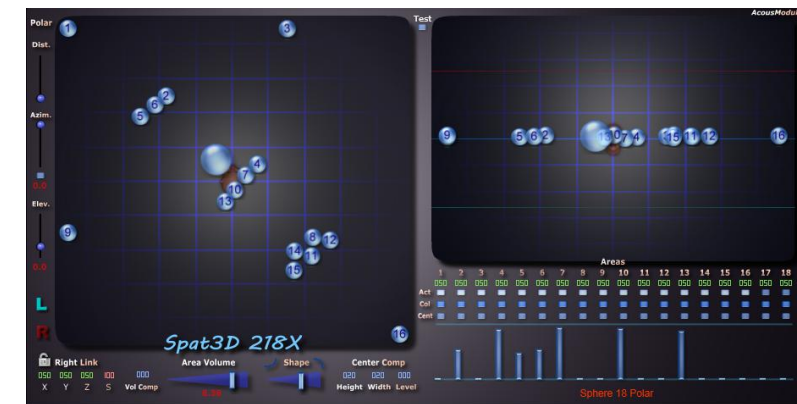 AcousModul
Polar
Test
Dist.
1
3
2
6
5
Azim.
4
7
10
13
9
8
12
14
11
15
16
0.0
Elev.
0.0
L
R
9
5
6
2
13
10
7
4
15
11
12
16
Areas
1 2 3 4 5 6 7 8 9 10 11 12 13 14 15 16 17 18
050 050 050 050 050 050 050 050 050 050 050 050 050 050 050 050 050 050
Act
Col
Cent
Spat3D 218X
Right Link
Area Volume
Shape
Center Comp
050 050 050 100 000
020 020 000
X Y Z S Vol Comp
Height Width Level
Sphere 18 Polar